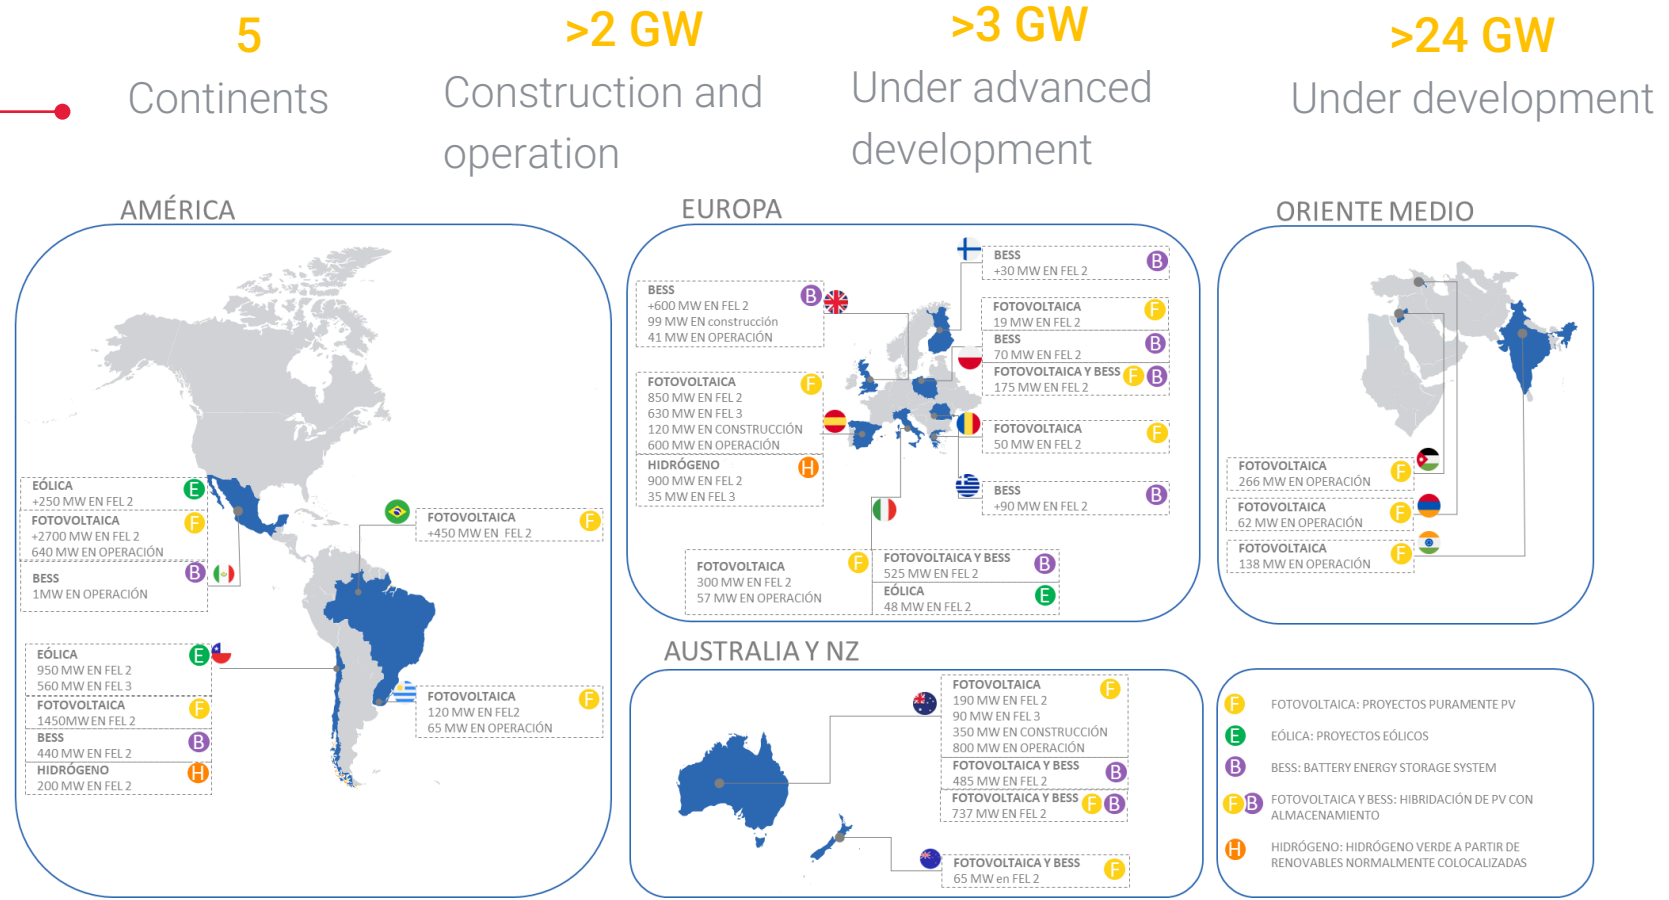 5
Continents
>2 GW
Construction and
operation
>3 GW
Under advanced
development
>24 GW
Under development
AMÉRICA
EÓLICA
E
+250 MW EN FEL 2
FOTOVOLTAICA
F
+2700 MW EN FEL 2
640 MW EN OPERACIÓN
BESS
B
1MW EN OPERACIÓN
FOTOVOLTAICA
F
+450 MW EN FEL 2
EÓLICA
E
950 MW EN FEL 2
560 MW EN FEL 3
FOTOVOLTAICA
F
1450MW EN FEL 2
BESS
B
440 MW EN FEL 2
HIDRÓGENO
H
200 MW EN FEL 2
FOTOVOLTAICA
F
120 MW EN FEL2
65 MW EN OPERACIÓN
EUROPA
BESS
B
+600 MW EN FEL 2
99 MW EN construcción
41 MW EN OPERACIÓN
FOTOVOLTAICA
F
850 MW EN FEL 2
630 MW EN FEL 3
120 MW EN CONSTRUCCIÓN
600 MW EN OPERACIÓN
HIDRÓGENO
H
900 MW EN FEL 2
35 MW EN FEL 3
BESS
B
+30 MW EN FEL 2
FOTOVOLTAICA
F
19 MW EN FEL 2
BESS
B
70 MW EN FEL 2
FOTOVOLTAICA Y BESS
F B
175 MW EN FEL 2
FOTOVOLTAICA
F
50 MW EN FEL 2
BESS
B
+90 MW EN FEL 2
FOTOVOLTAICA
F
300 MW EN FEL 2
57 MW EN OPERACIÓN
FOTOVOLTAICA Y BESS
B
525 MW EN FEL 2
EÓLICA
E
48 MW EN FEL 2
ORIENTE MEDIO
FOTOVOLTAICA
F
266 MW EN OPERACIÓN
FOTOVOLTAICA
F
62 MW EN OPERACIÓN
FOTOVOLTAICA
F
138 MW EN OPERACIÓN
AUSTRALIA Y NZ
FOTOVOLTAICA
F
190 MW EN FEL 2
90 MW EN FEL 3
350 MW EN CONSTRUCCIÓN
800 MW EN OPERACIÓN
FOTOVOLTAICA Y BESS
B
485 MW EN FEL 2
FOTOVOLTAICA Y BESS
F B
737 MW EN FEL 2
FOTOVOLTAICA Y BESS
F
65 MW en FEL 2
F FOTOVOLTAICA: PROYECTOS PURAMENTE PV
E EÓLICA: PROYECTOS EÓLICOS
B BESS: BATTERY ENERGY STORAGE SYSTEM
F B FOTOVOLTAICA Y BESS: HIBRIDACIÓN DE PV CON
ALMACENAMIENTO
H HIDRÓGENO: HIDRÓGENO VERDE A PARTIR DE
RENOVABLES NORMALMENTE COLOCALIZADAS